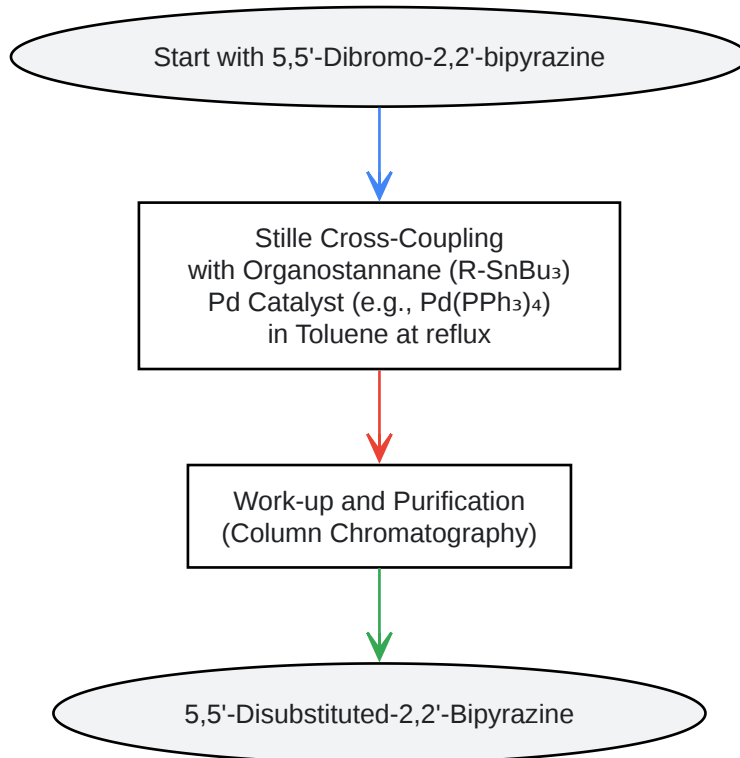 Start with 5,5'-Dibromo-2,2'-bipyrazine
Stille Cross-Coupling
with Organostannane (R-SnBu₃)
Pd Catalyst (e.g., Pd(PPh₃)₄)
in Toluene at reflux
Work-up and Purification
(Column Chromatography)
5,5'-Disubstituted-2,2'-Bipyrazine